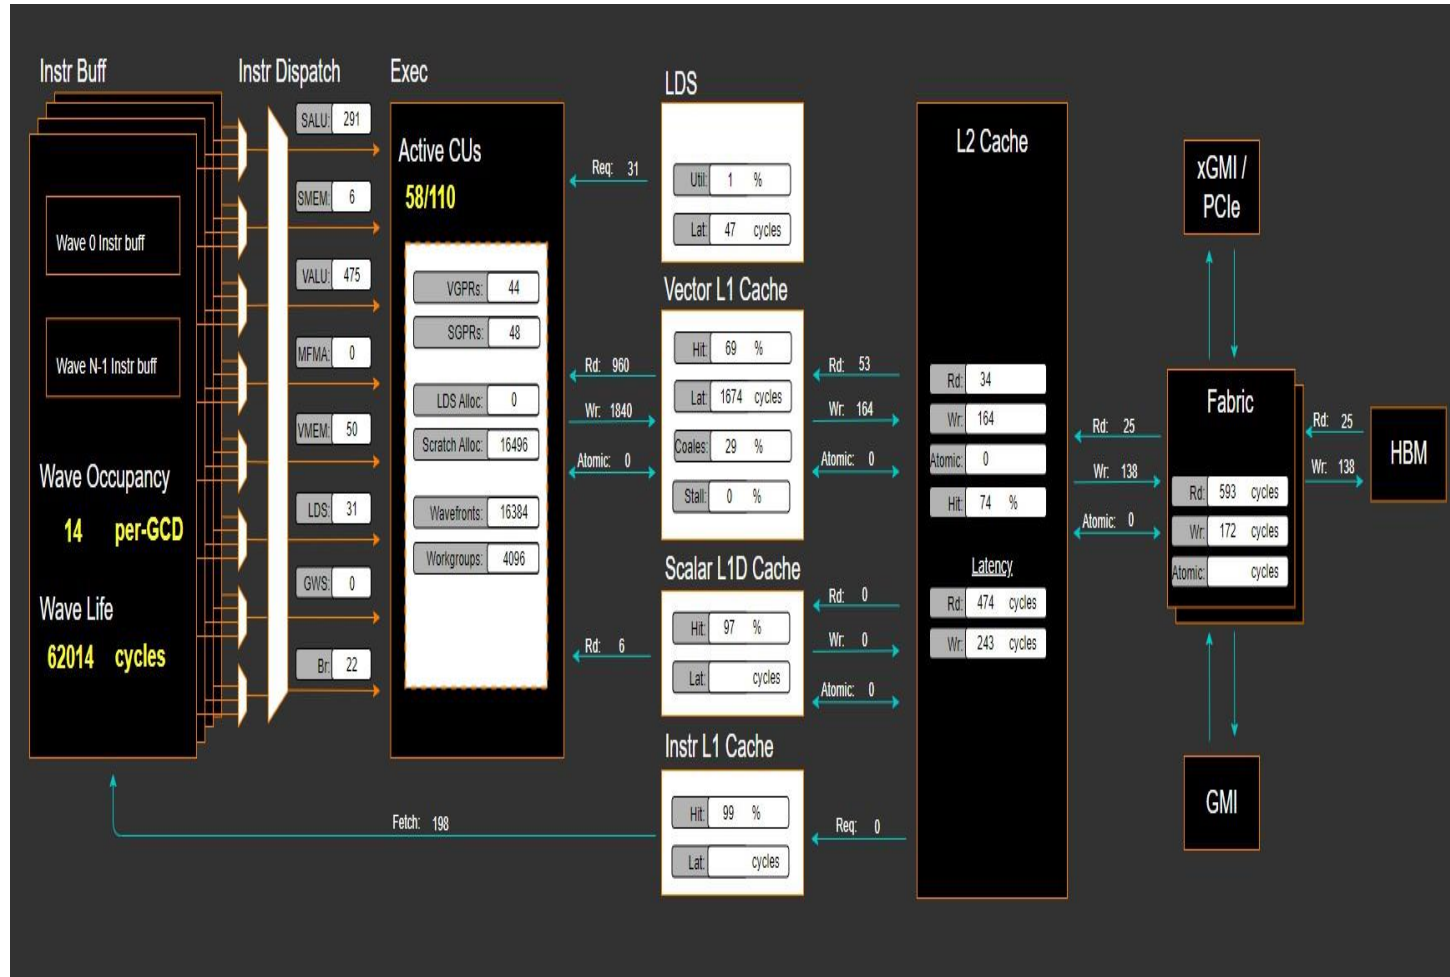 Instr Buff
Wave 0 Instr buff
Wave N-1 Instr buff
Wave Occupancy
14 per-GCD
Wave Life
62014 cycles
Instr Dispatch
SALU: 291
SMEM: 6
VALU: 475
MFMA: 0
VMEM: 50
LDS: 31
GWS: 0
Br: 22
Exec
Active CUs
58/110
VGPRs: 44
SGPRs: 48
LDS Alloc: 0
Scratch Alloc: 16496
Wavefronts: 16384
Workgroups: 4096
Req: 31
Rd: 960
Wr: 1840
Atomic: 0
Rd: 6
Fetch: 198
LDS
Util: 1 %
Lat: 47 cycles
Vector L1 Cache
Hit: 69 %
Lat: 1674 cycles
Coales: 29 %
Stall: 0 %
Scalar L1D Cache
Hit: 97 %
Lat: cycles
Instr L1 Cache
Hit: 99 %
Lat: cycles
Rd: 53
Wr: 164
Atomic: 0
Rd: 0
Wr: 0
Atomic: 0
Req: 0
L2 Cache
Rd: 34
Wr: 164
Atomic: 0
Hit: 74 %
Latency
Rd: 474 cycles
Wr: 243 cycles
Rd: 25
Wr: 138
Atomic: 0
xGMI /
PCIe
Fabric
Rd: 593 cycles
Wr: 172 cycles
Atomic: cycles
GMI
Rd: 25
Wr: 138
HBM